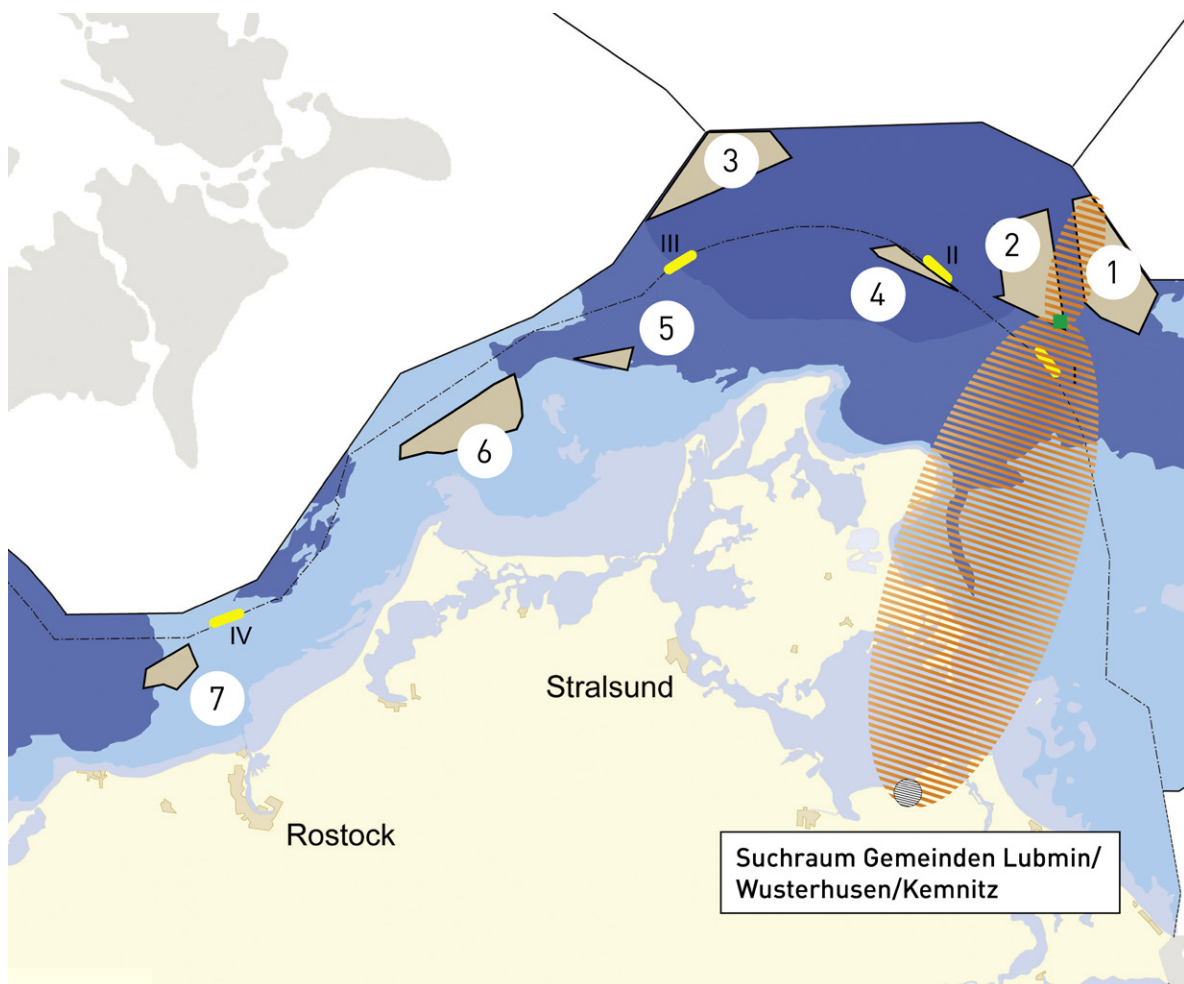 3
III
2
II
1
4
5
I
6
IV
7
Stralsund
Rostock
Suchraum Gemeinden Lubmin/
Wusterhusen/Kemnitz